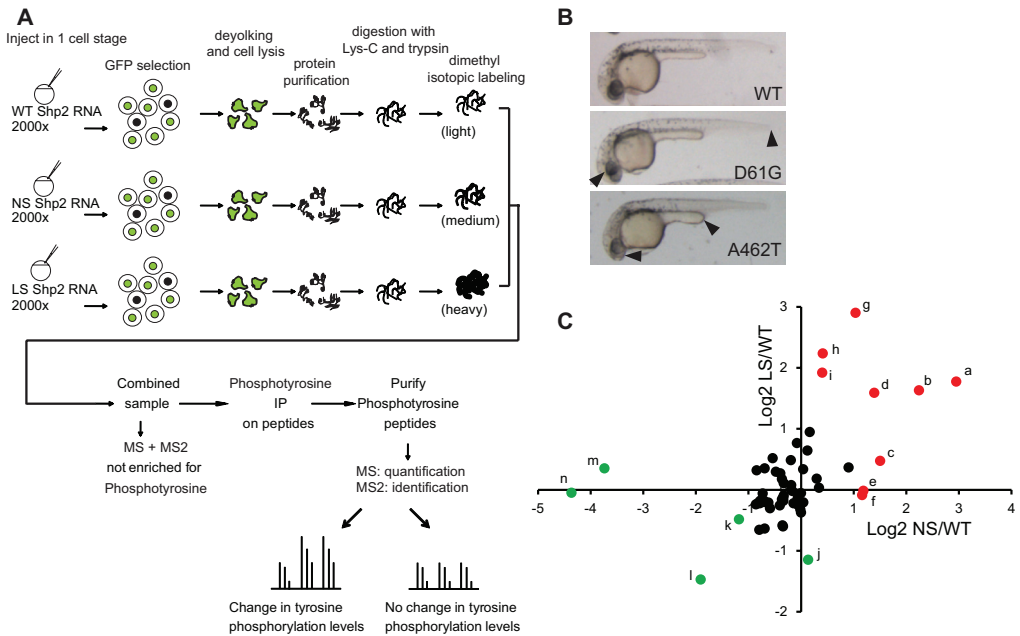 A
Inject in 1 cell stage
GFP selection
deyolking
and cell lysis
protein
purification
digestion with
Lys-C and trypsin
dimethyl
isotopic labeling
WT Shp2 RNA
2000x
(light)
NS Shp2 RNA
2000x
(medium)
LS Shp2 RNA
2000x
(heavy)
Combined
sample
Phosphotyrosine
IP
on peptides
Purify
Phosphotyrosine
peptides
MS + MS2
not enriched for
Phosphotyrosine
MS: quantification
MS2: identification
Change in tyrosine
phosphorylation levels
No change in tyrosine
phosphorylation levels
B
WT
D61G
A462T
C
Log2 LS/WT
3
2
1
-1
-2
-5
-4
-3
-2
-1
0
1
2
3
Log2 NS/WT
g
h
i
d
b
a
c
e
f
m
n
k
l
j